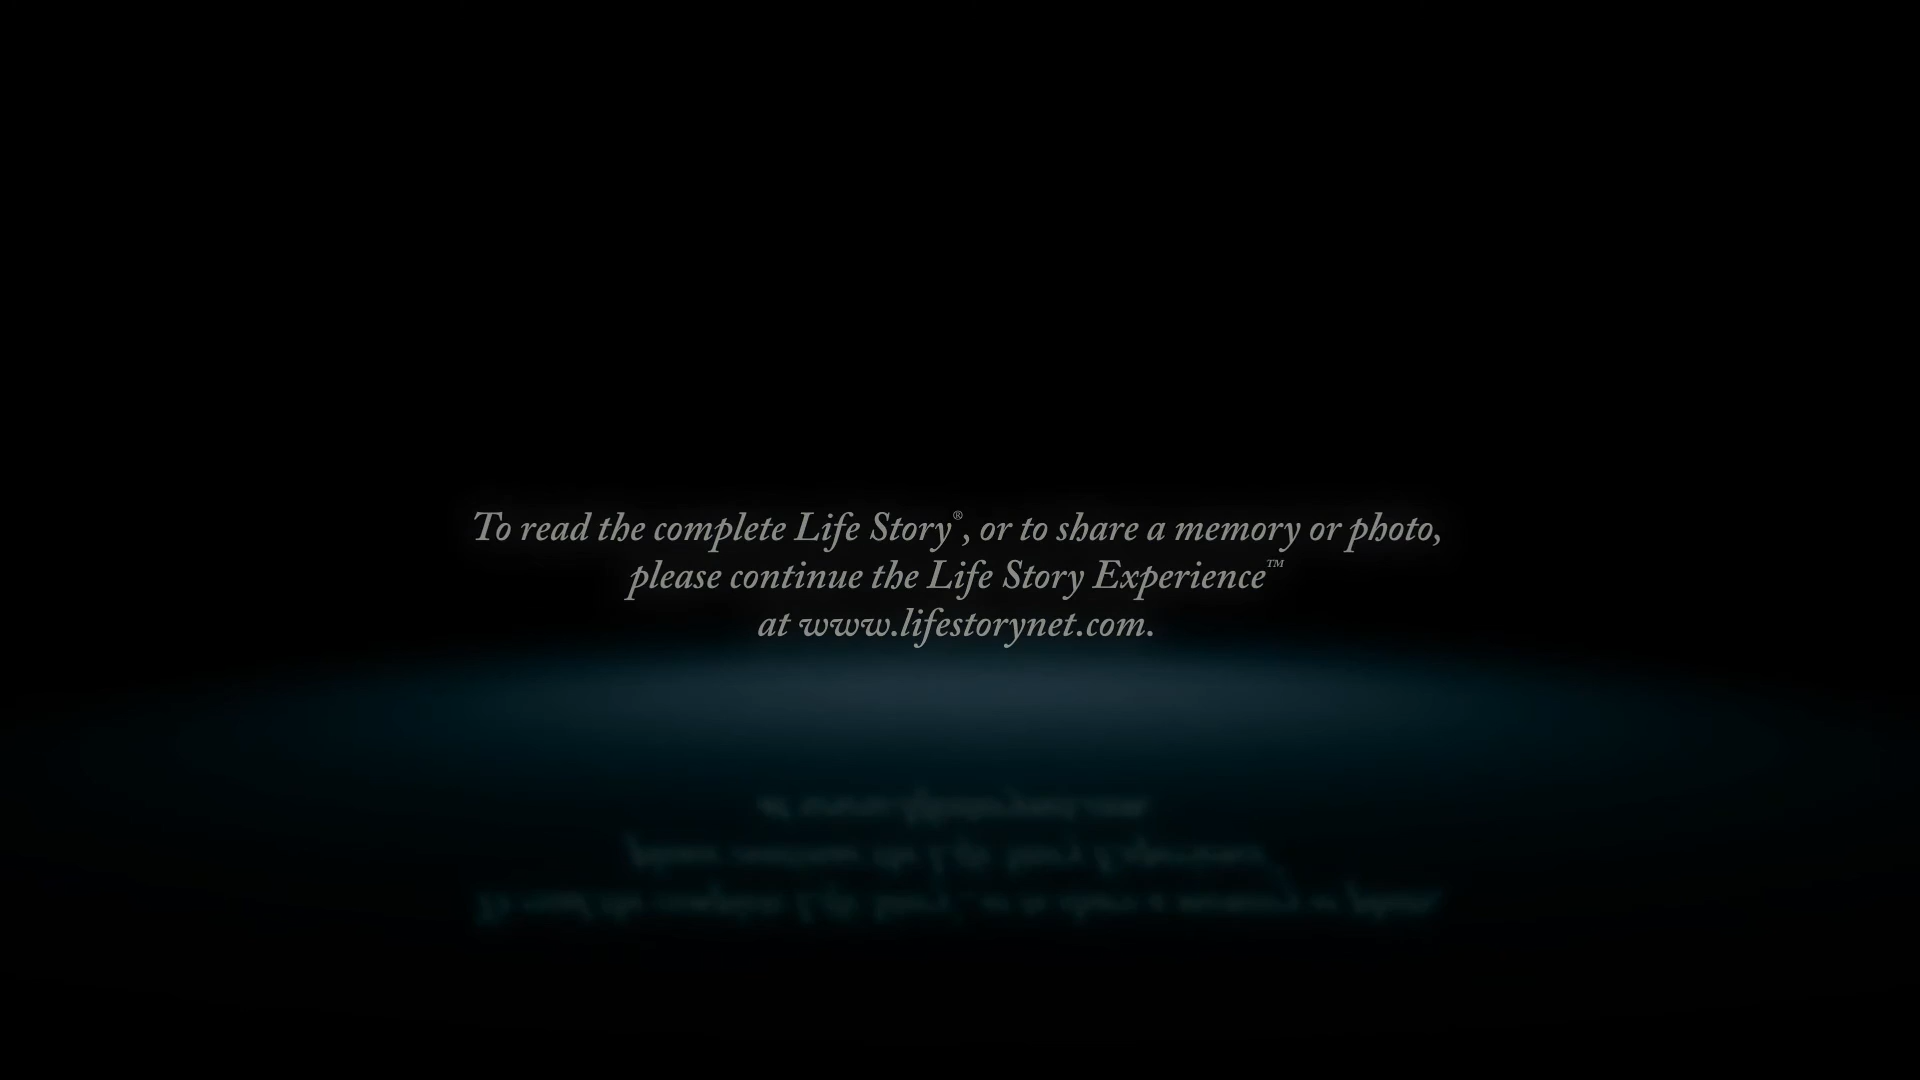 To read the complete Life Story®, or to share a memory or photo,
please continue the Life Story Experience™
at www.lifestorynet.com.